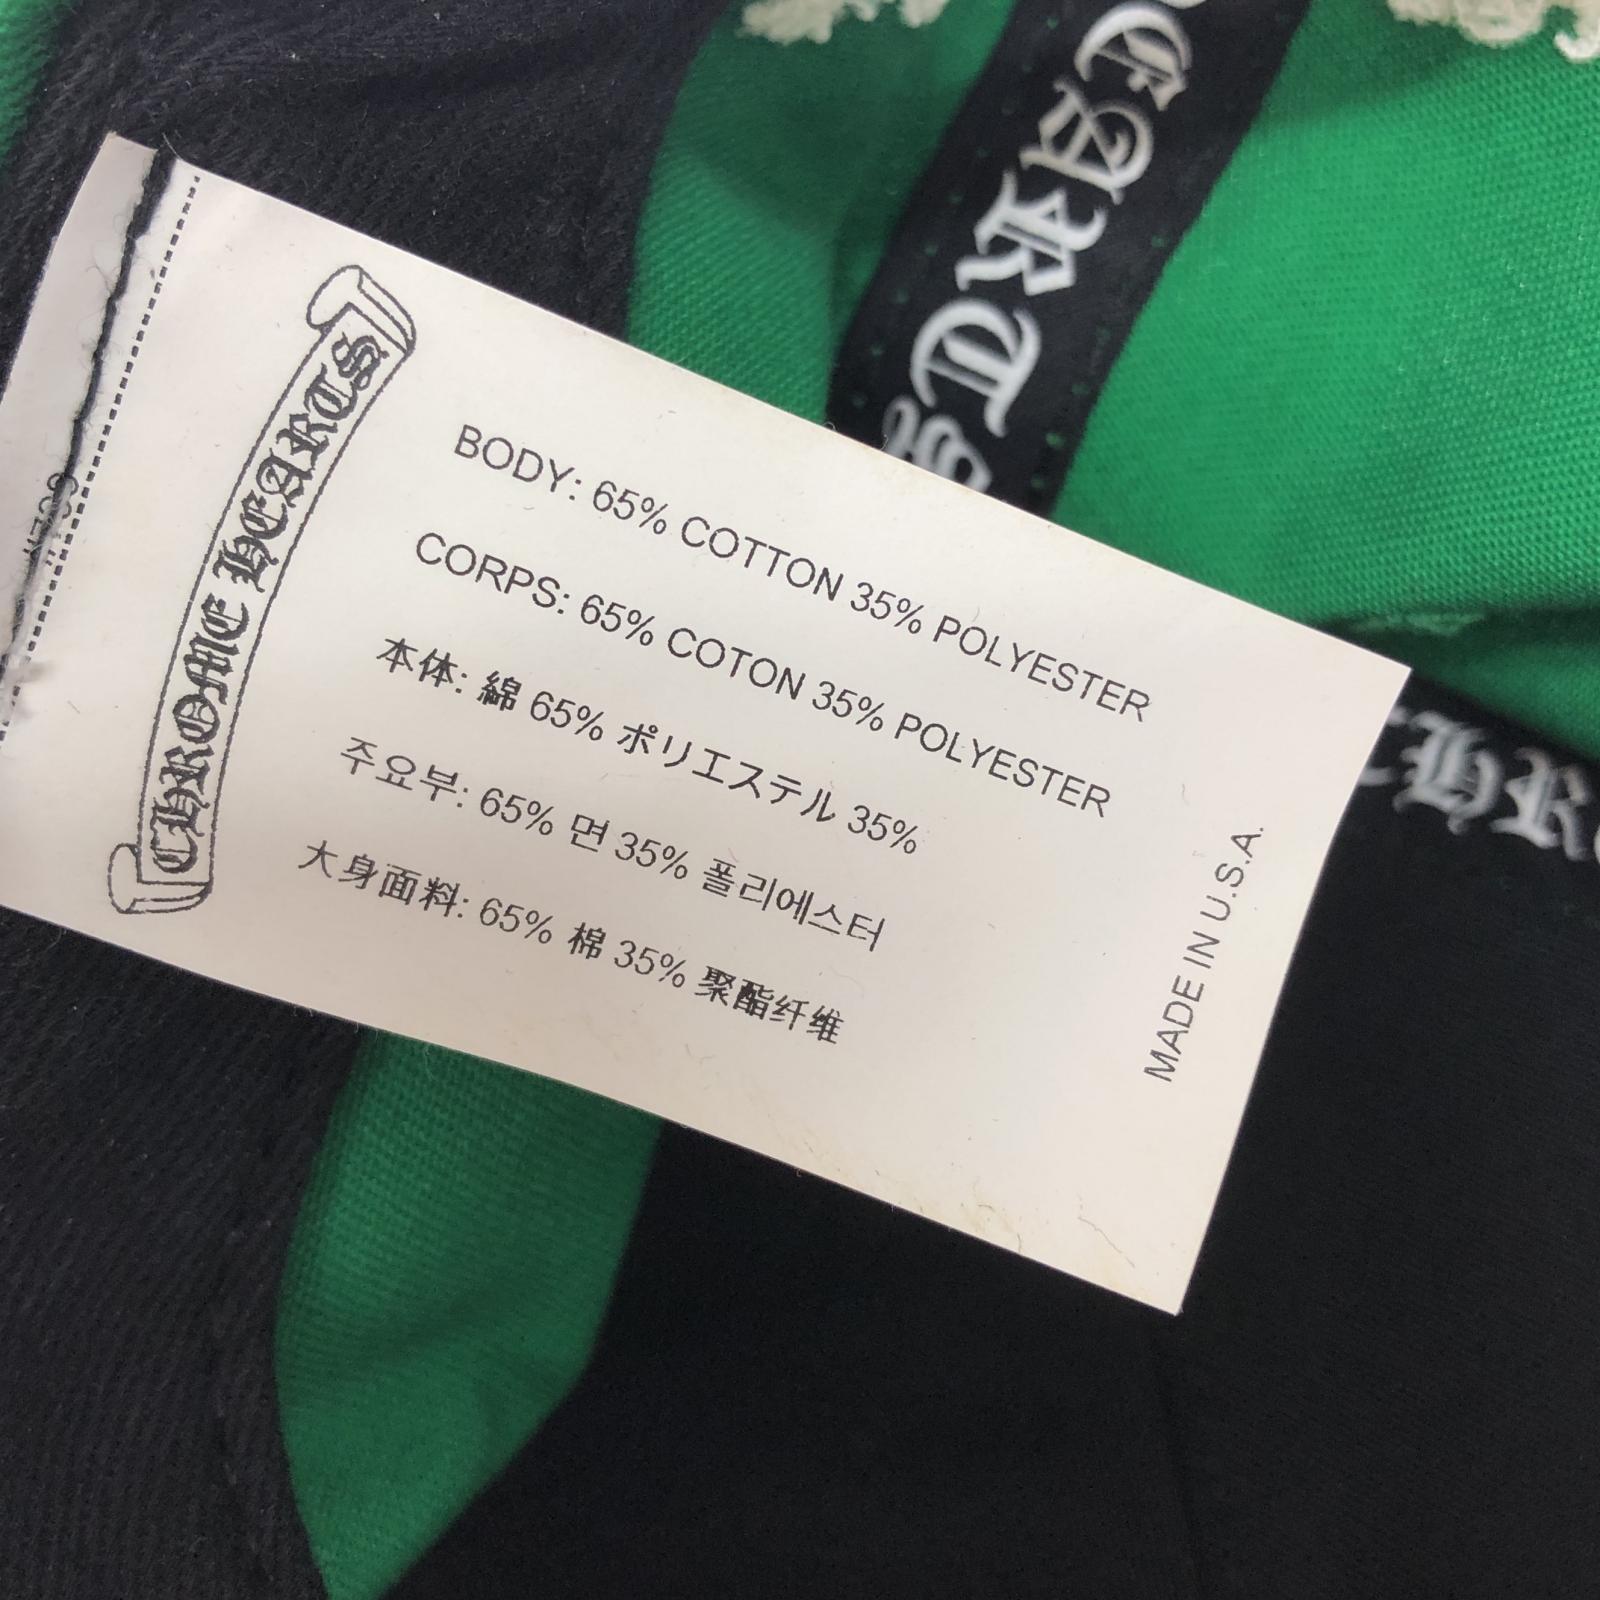 CHROME HEARTS
BODY: 65% COTTON 35% POLYESTER
CORPS: 65% COTON 35% POLYESTER
本体: 綿 65% ポリエステル 35%
주요부: 65% 면 35% 폴리에스터
大身面料: 65% 棉 35% 聚酯纤维
MADE IN U.S.A.